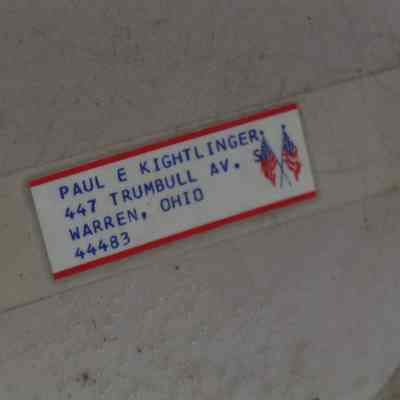 PAUL E KIGHTLINGER,
447 TRUMBULL AV. S
WARREN, OHIO
44483